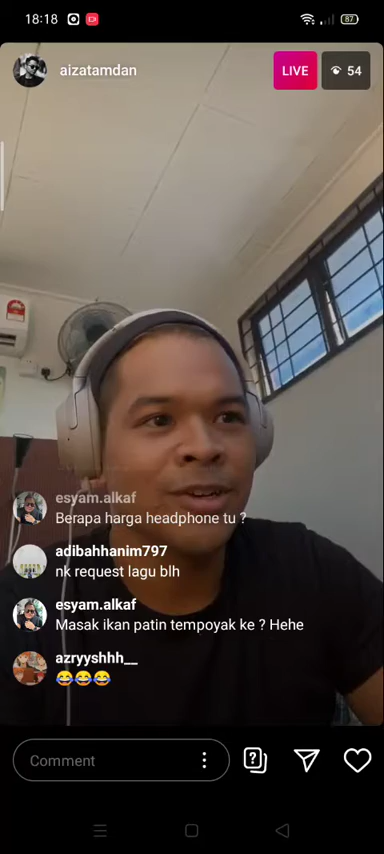 18:18
87
aizatamdan
LIVE
54
esyam.alkaf
Berapa harga headphone tu ?
adibahhanim797
nk request lagu blh
esyam.alkaf
Masak ikan patin tempoyak ke ? Hehe
azryyshhh__
😂😂😂
Comment